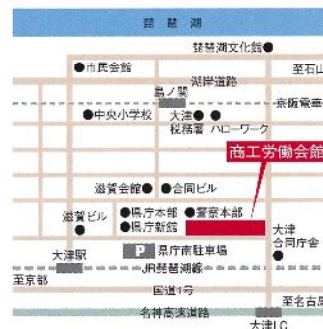 琵琶湖
琵琶湖文化館
市民会館
至石山
湖岸道路
島ノ関
京阪電車
中央小学校
大津
税務署 ハローワーク
商工労働会館
滋賀会館
合同ビル
滋賀ビル
県庁本部
警察本部
県庁新館
大津
合同庁舎
P 県庁南駐車場
大津駅
JR琵琶湖線
至京都
国道1号
至名古屋
名神高速道路
大津I.C